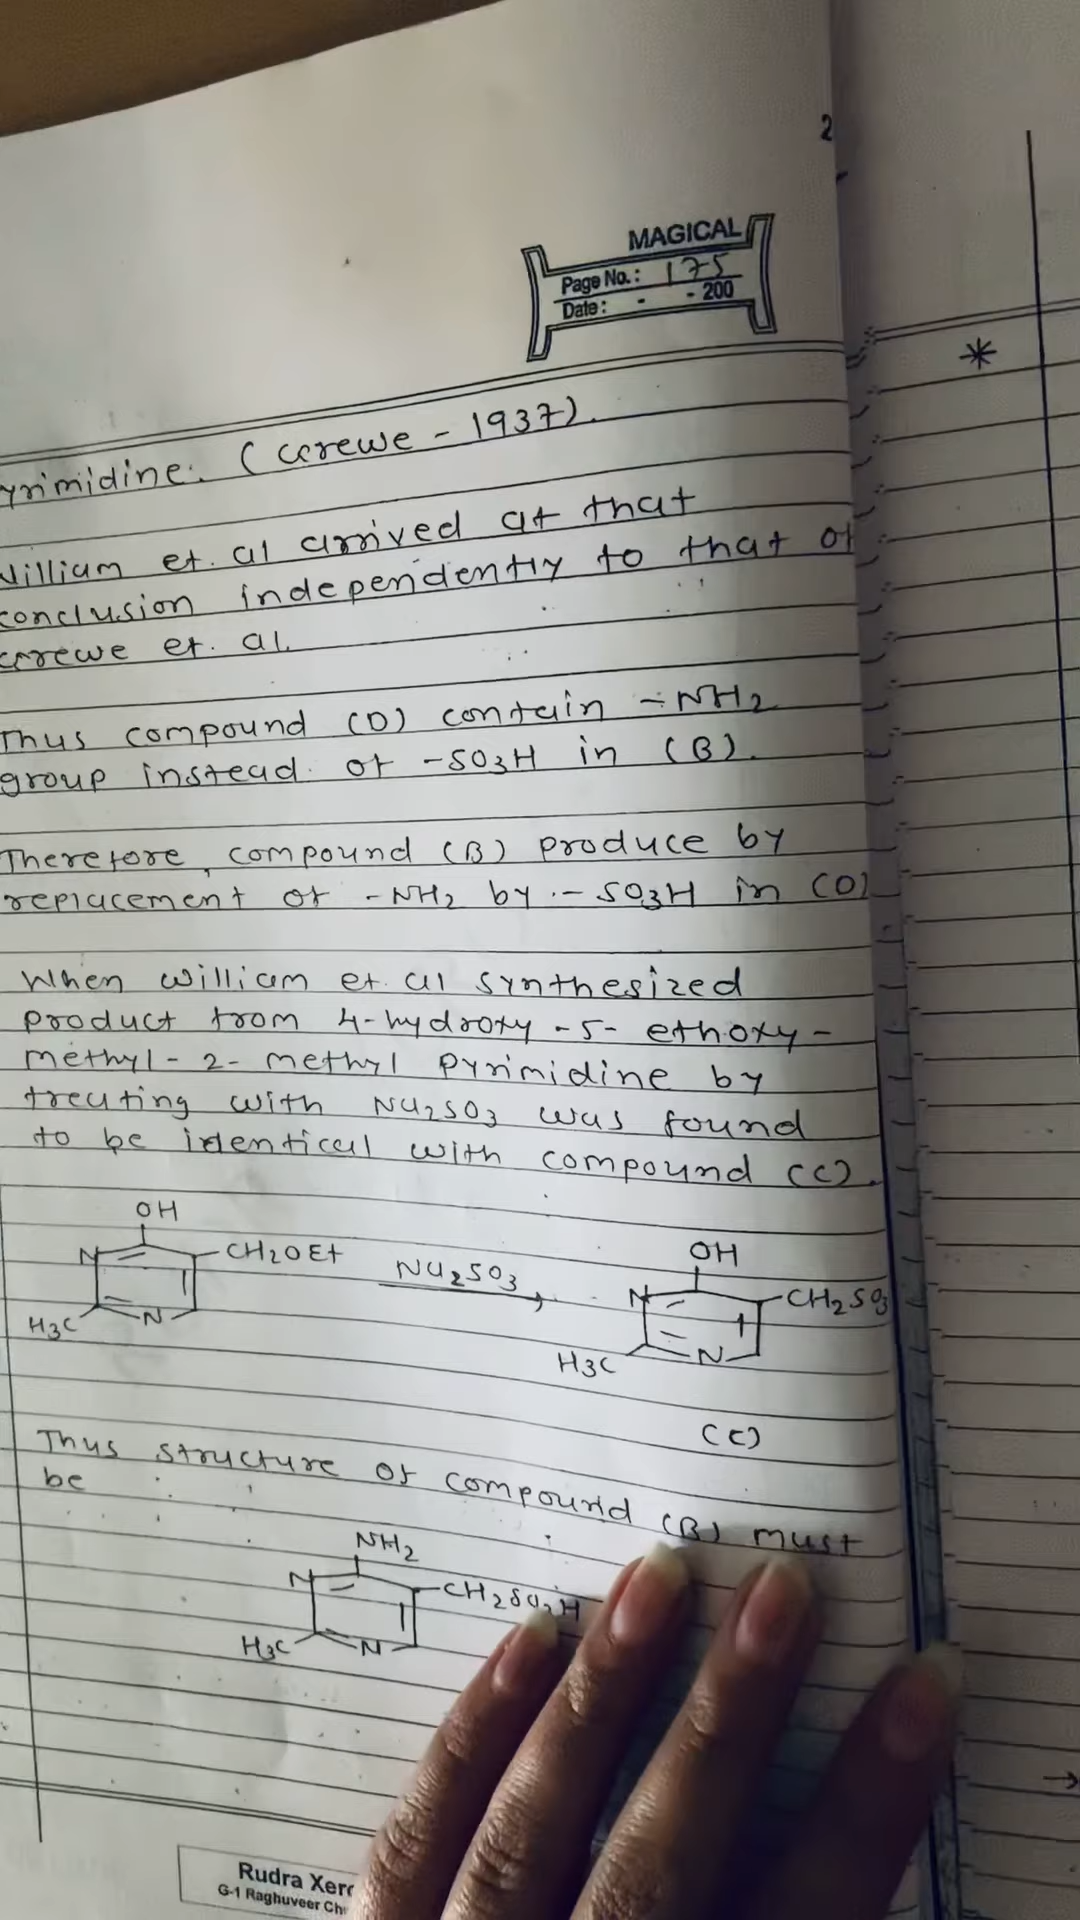 2
MAGICAL
Page No.: 175
Date: - - 200
*
yrimidine. (Grewe - 1937).
William et. al arrived at that
conclusion independently to that of
Grewe et. al.
Thus compound (D) contain -NH2
group instead of -SO3H in (B).
Therefore, compound (B) produce by
replacement of -NH2 by - SO3H in (D)
When william et. al synthesized
product from 4-hydroxy -5- ethoxy-
methyl- 2- methyl pyrimidine by
treating with Na2SO3 was found
to be identical with compound (C).
OH
N
CH2OEt
H3C
N
Na2SO3
OH
N
CH2SO3
H3C
N
(C)
Thus structure of compound (B) must
be
NH2
N
CH2SO3H
H3C
N
→
Rudra Xer
G-1 Raghuveer Ch